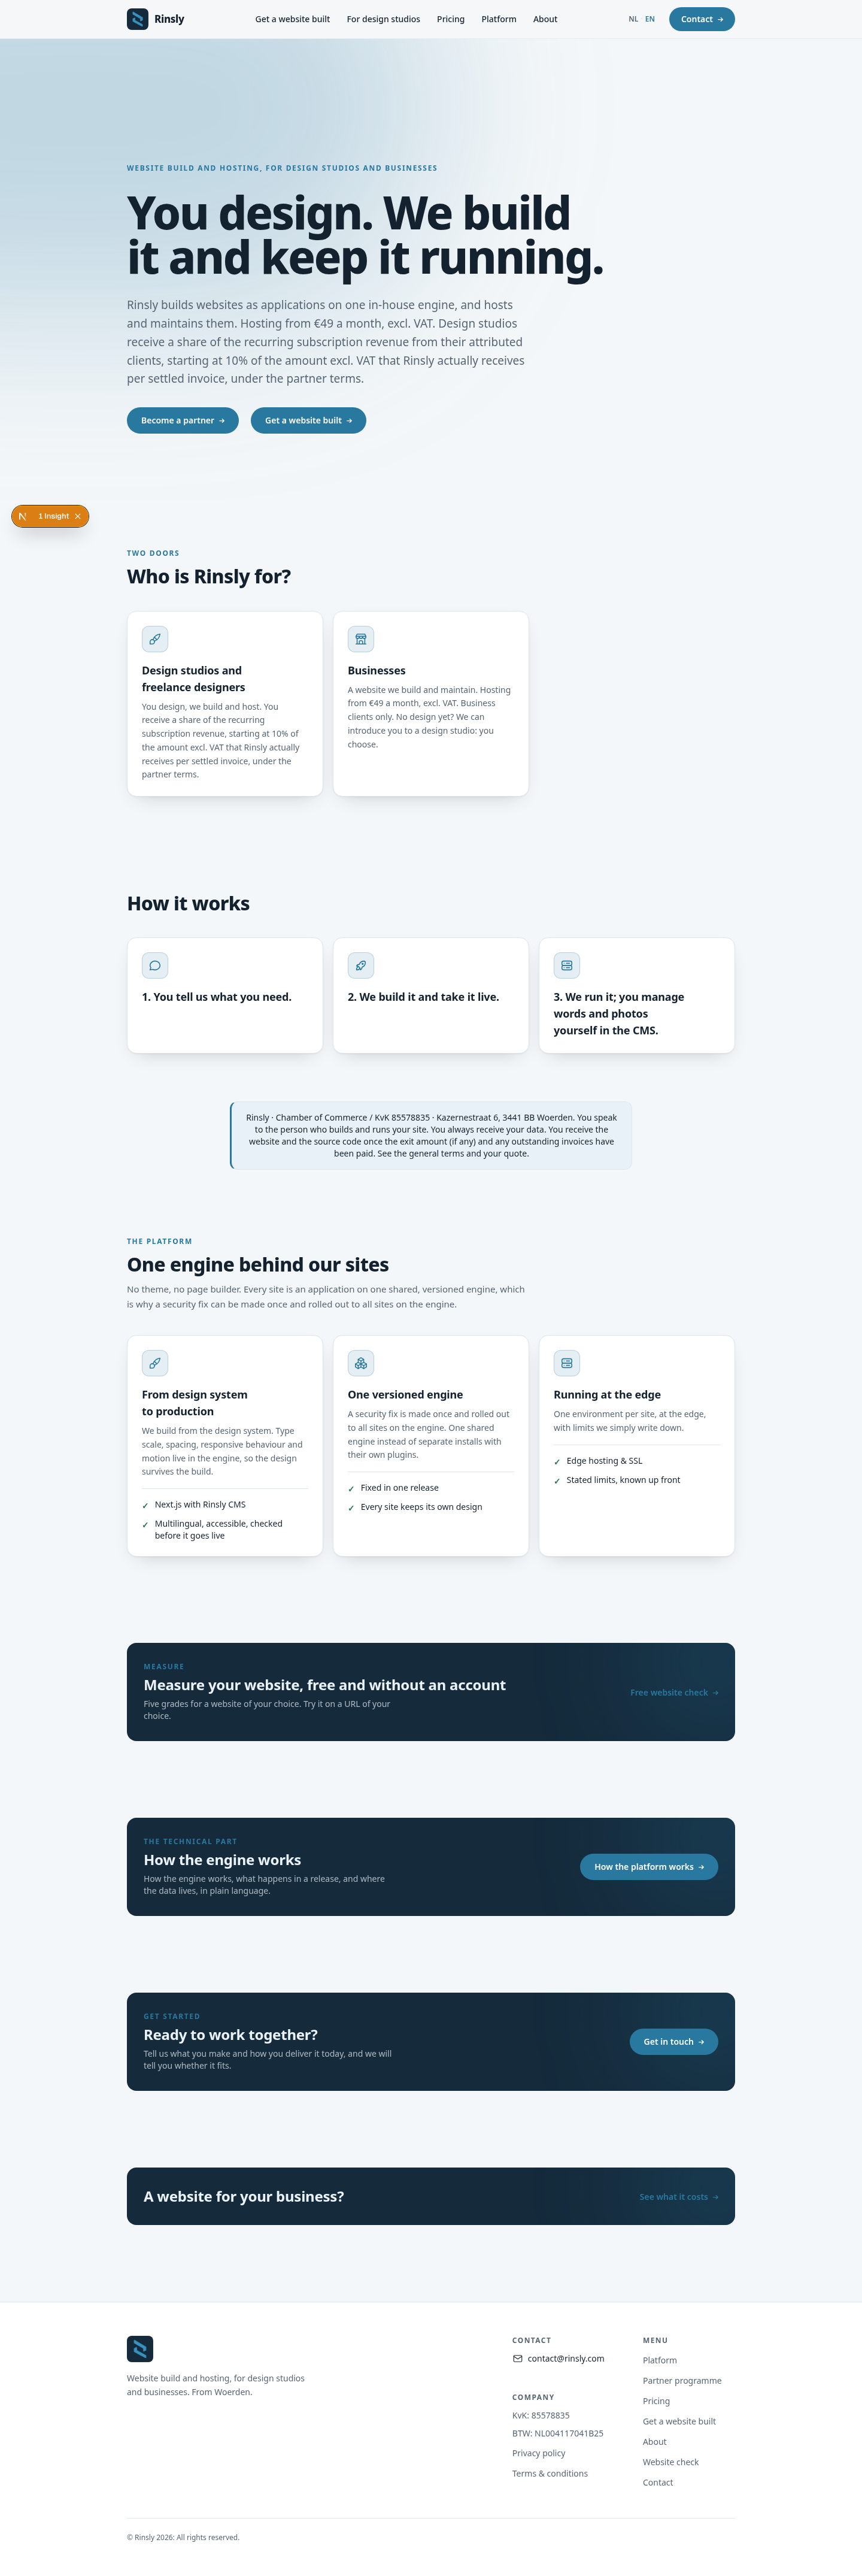 Rinsly
Get a website built
For design studios
Pricing
Platform
About
NL
EN
Contact →
WEBSITE BUILD AND HOSTING, FOR DESIGN STUDIOS AND BUSINESSES
You design. We build
it and keep it running.
Rinsly builds websites as applications on one in-house engine, and hosts
and maintains them. Hosting from €49 a month, excl. VAT. Design studios
receive a share of the recurring subscription revenue from their attributed
clients, starting at 10% of the amount excl. VAT that Rinsly actually receives
per settled invoice, under the partner terms.
Become a partner →
Get a website built →
1 Insight
TWO DOORS
Who is Rinsly for?
Design studios and
freelance designers
You design, we build and host. You
receive a share of the recurring
subscription revenue, starting at 10% of
the amount excl. VAT that Rinsly actually
receives per settled invoice, under the
partner terms.
Businesses
A website we build and maintain. Hosting
from €49 a month, excl. VAT. Business
clients only. No design yet? We can
introduce you to a design studio: you
choose.
How it works
1. You tell us what you need.
2. We build it and take it live.
3. We run it; you manage
words and photos
yourself in the CMS.
Rinsly · Chamber of Commerce / KvK 85578835 · Kazernestraat 6, 3441 BB Woerden. You speak
to the person who builds and runs your site. You always receive your data. You receive the
website and the source code once the exit amount (if any) and any outstanding invoices have
been paid. See the general terms and your quote.
THE PLATFORM
One engine behind our sites
No theme, no page builder. Every site is an application on one shared, versioned engine, which
is why a security fix can be made once and rolled out to all sites on the engine.
From design system
to production
We build from the design system. Type
scale, spacing, responsive behaviour and
motion live in the engine, so the design
survives the build.
✓ Next.js with Rinsly CMS
✓ Multilingual, accessible, checked
before it goes live
One versioned engine
A security fix is made once and rolled out
to all sites on the engine. One shared
engine instead of separate installs with
their own plugins.
✓ Fixed in one release
✓ Every site keeps its own design
Running at the edge
One environment per site, at the edge,
with limits we simply write down.
✓ Edge hosting & SSL
✓ Stated limits, known up front
MEASURE
Measure your website, free and without an account
Five grades for a website of your choice. Try it on a URL of your
choice.
Free website check →
THE TECHNICAL PART
How the engine works
How the engine works, what happens in a release, and where
the data lives, in plain language.
How the platform works →
GET STARTED
Ready to work together?
Tell us what you make and how you deliver it today, and we will
tell you whether it fits.
Get in touch →
A website for your business?
See what it costs →
Website build and hosting, for design studios
and businesses. From Woerden.
CONTACT
contact@rinsly.com
COMPANY
KvK: 85578835
BTW: NL004117041B25
Privacy policy
Terms & conditions
MENU
Platform
Partner programme
Pricing
Get a website built
About
Website check
Contact
© Rinsly 2026: All rights reserved.